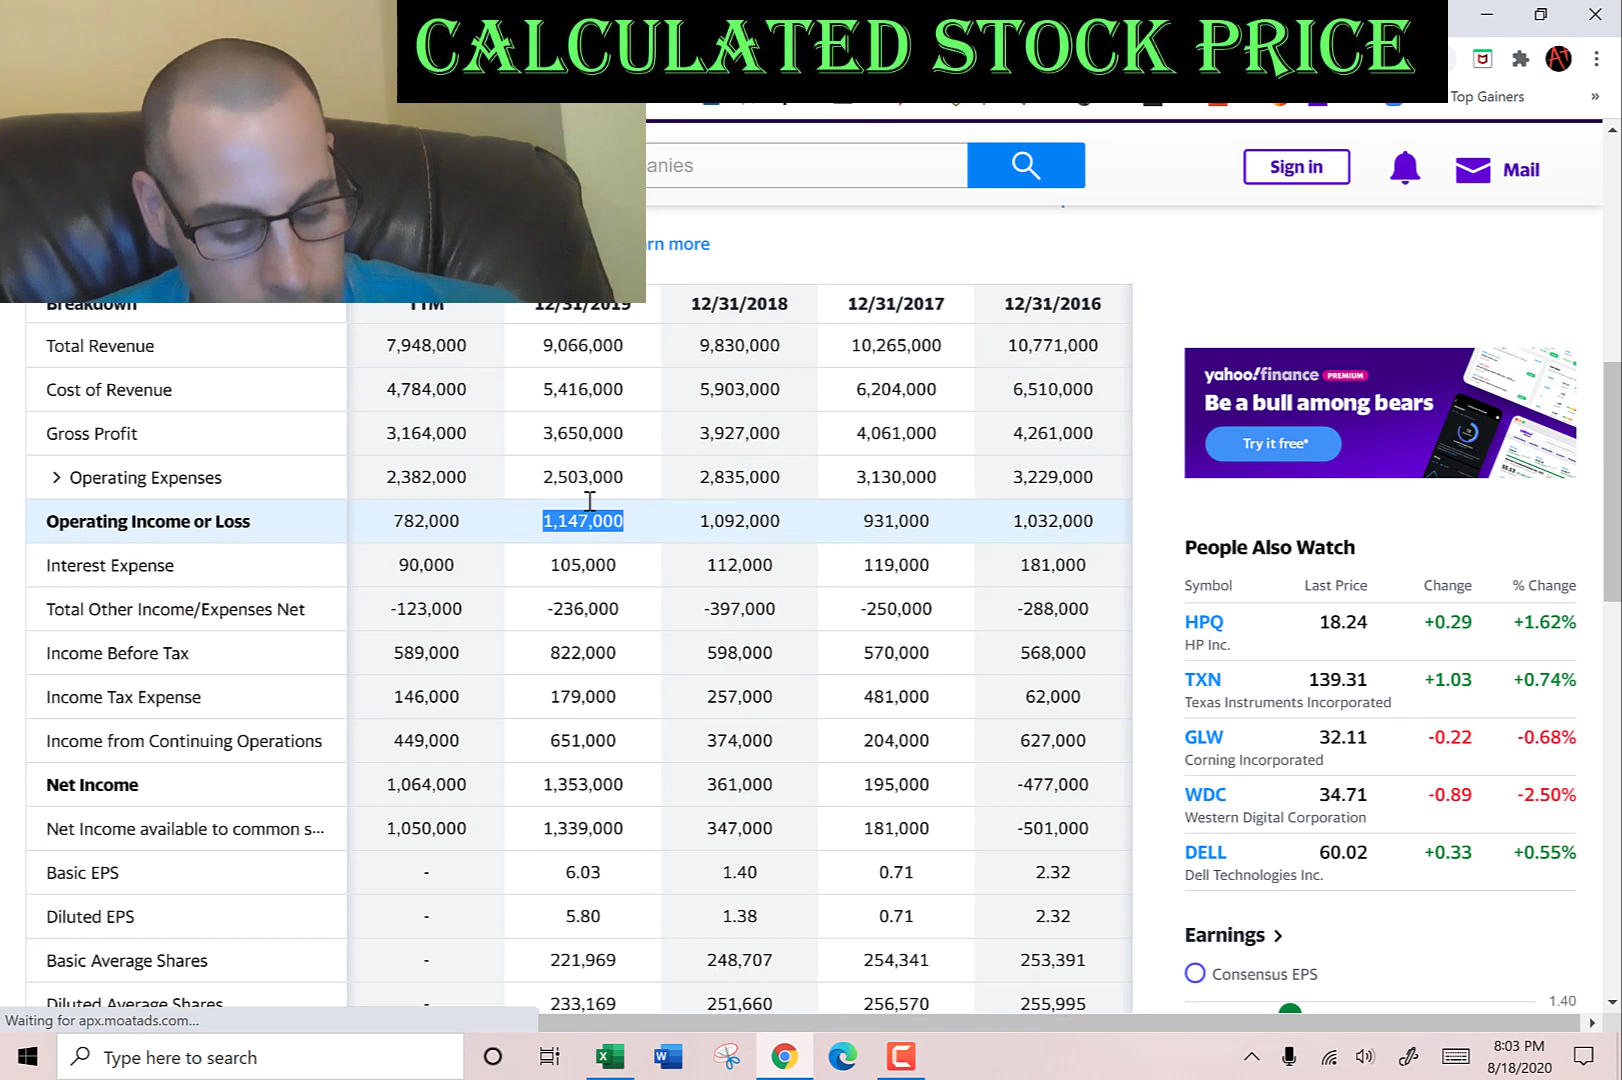 CALCULATED STOCK PRICE
Top Gainers »
anies
Sign in
Mail
rn more
Breakdown TTM 12/31/2019 12/31/2018 12/31/2017 12/31/2016
Total Revenue 7,948,000 9,066,000 9,830,000 10,265,000 10,771,000
Cost of Revenue 4,784,000 5,416,000 5,903,000 6,204,000 6,510,000
Gross Profit 3,164,000 3,650,000 3,927,000 4,061,000 4,261,000
> Operating Expenses 2,382,000 2,503,000 2,835,000 3,130,000 3,229,000
Operating Income or Loss 782,000 1,147,000 1,092,000 931,000 1,032,000
Interest Expense 90,000 105,000 112,000 119,000 181,000
Total Other Income/Expenses Net -123,000 -236,000 -397,000 -250,000 -288,000
Income Before Tax 589,000 822,000 598,000 570,000 568,000
Income Tax Expense 146,000 179,000 257,000 481,000 62,000
Income from Continuing Operations 449,000 651,000 374,000 204,000 627,000
Net Income 1,064,000 1,353,000 361,000 195,000 -477,000
Net Income available to common s... 1,050,000 1,339,000 347,000 181,000 -501,000
Basic EPS - 6.03 1.40 0.71 2.32
Diluted EPS - 5.80 1.38 0.71 2.32
Basic Average Shares - 221,969 248,707 254,341 253,391
Diluted Average Shares - 233,169 251,660 256,570 255,995
yahoo!finance PREMIUM
Be a bull among bears
Try it free*
People Also Watch
Symbol Last Price Change % Change
HPQ 18.24 +0.29 +1.62%
HP Inc.
TXN 139.31 +1.03 +0.74%
Texas Instruments Incorporated
GLW 32.11 -0.22 -0.68%
Corning Incorporated
WDC 34.71 -0.89 -2.50%
Western Digital Corporation
DELL 60.02 +0.33 +0.55%
Dell Technologies Inc.
Earnings >
Consensus EPS
1.40
Waiting for apx.moatads.com...
Type here to search
8:03 PM
8/18/2020